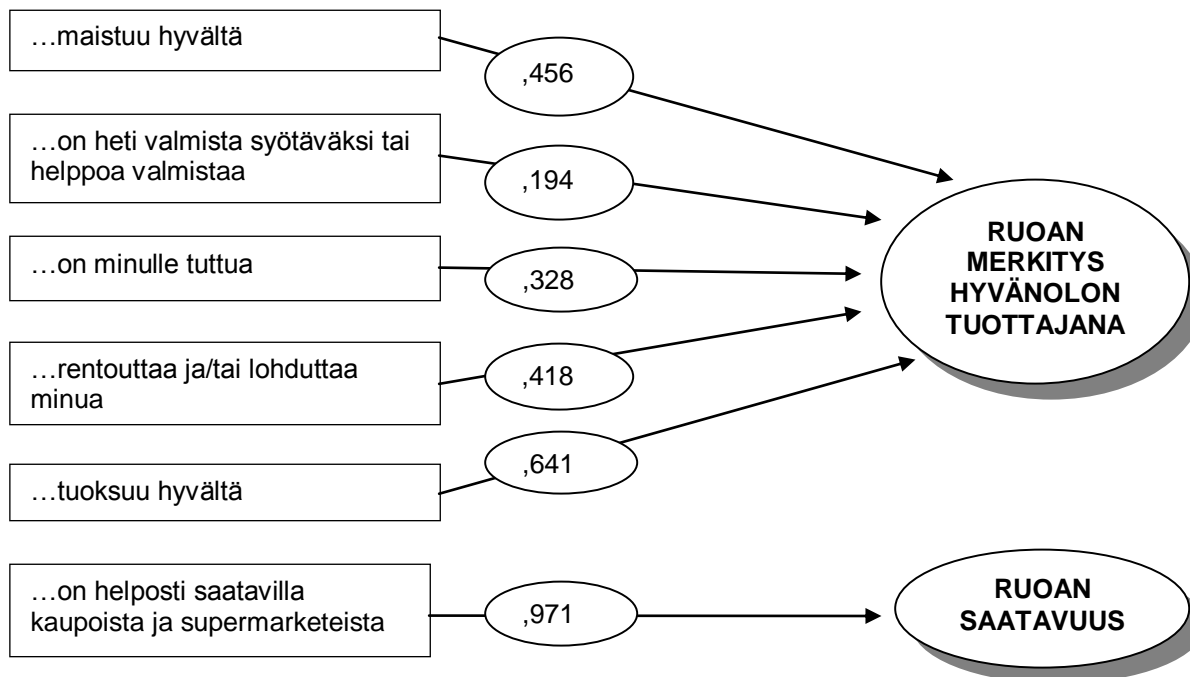 …maistuu hyvältä
,456
…on heti valmista syötäväksi tai
helppoa valmistaa
,194
…on minulle tuttua
,328
…rentouttaa ja/tai lohduttaa
minua
,418
…tuoksuu hyvältä
,641
RUOAN
MERKITYS
HYVÄNOLON
TUOTTAJANA
…on helposti saatavilla
kaupoista ja supermarketeista
,971
RUOAN
SAATAVUUS